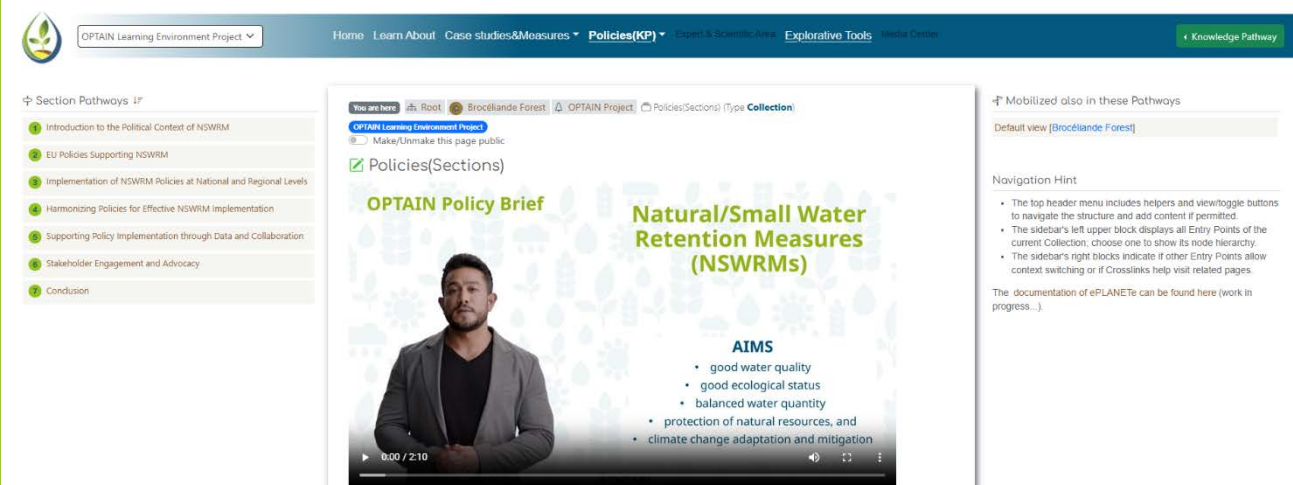 OPTAIN Learning Environment Project
Home Learn About Case studies&Measures Policies(KP) Expert & Scientific Area Explorative Tools Media Center
Knowledge Pathway
Section Pathways
1 Introduction to the Political Context of NSWRM
2 EU Policies Supporting NSWRM
3 Implementation of NSWRM Policies at National and Regional Levels
4 Harmonizing Policies for Effective NSWRM Implementation
5 Supporting Policy Implementation through Data and Collaboration
6 Stakeholder Engagement and Advocacy
7 Conclusion
You are here Root Brocéliande Forest OPTAIN Project Policies(Sections) (Type Collection)
OPTAIN Learning Environment Project
Make/Unmake this page public
Policies(Sections)
OPTAIN Policy Brief
Natural/Small Water
Retention Measures
(NSWRMs)
AIMS
• good water quality
• good ecological status
• balanced water quantity
• protection of natural resources, and
• climate change adaptation and mitigation
0:00 / 2:10
Mobilized also in these Pathways
Default view [Brocéliande Forest]
Navigation Hint
• The top header menu includes helpers and view/toggle buttons
to navigate the structure and add content if permitted.
• The sidebar's left upper block displays all Entry Points of the
current Collection; choose one to show its node hierarchy.
• The sidebar's right blocks indicate if other Entry Points allow
context switching or if Crosslinks help visit related pages.
The documentation of ePLANETe can be found here (work in
progress...).